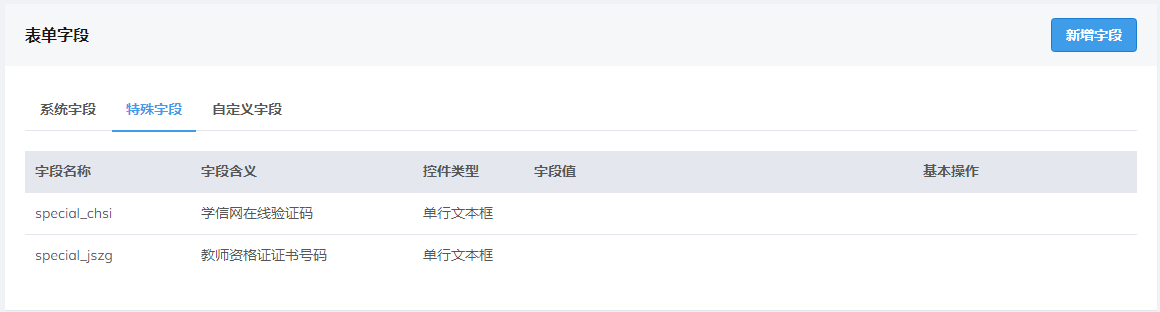 表单字段
新增字段
系统字段 特殊字段 自定义字段
字段名称 字段含义 控件类型 字段值 基本操作
special_chsi 学信网在线验证码 单行文本框
special_jszg 教师资格证证书号码 单行文本框